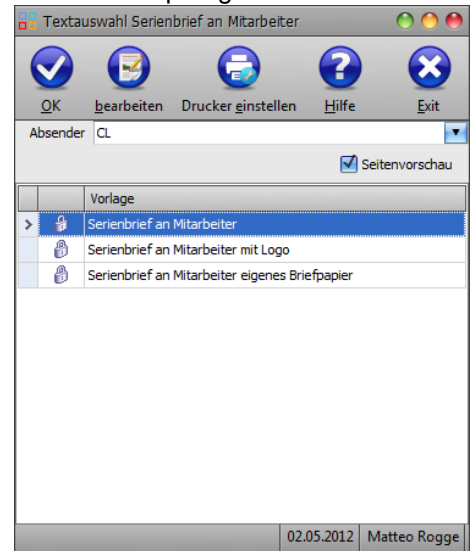 Textauswahl Serienbrief an Mitarbeiter
OK bearbeiten Drucker einstellen Hilfe Exit
Absender CL
Seitenvorschau
Vorlage
Serienbrief an Mitarbeiter
Serienbrief an Mitarbeiter mit Logo
Serienbrief an Mitarbeiter eigenes Briefpapier
02.05.2012 Matteo Rogge